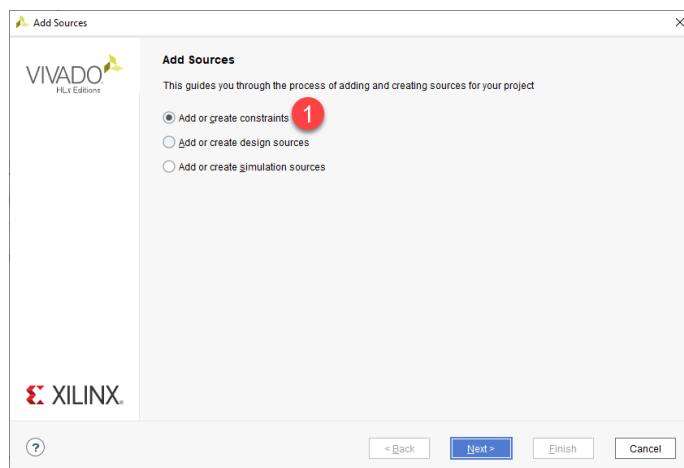 Add Sources
VIVADO
HLx Editions
Add Sources
This guides you through the process of adding and creating sources for your project
Add or create constraints
1
Add or create design sources
Add or create simulation sources
XILINX
?
< Back
Next >
Finish
Cancel